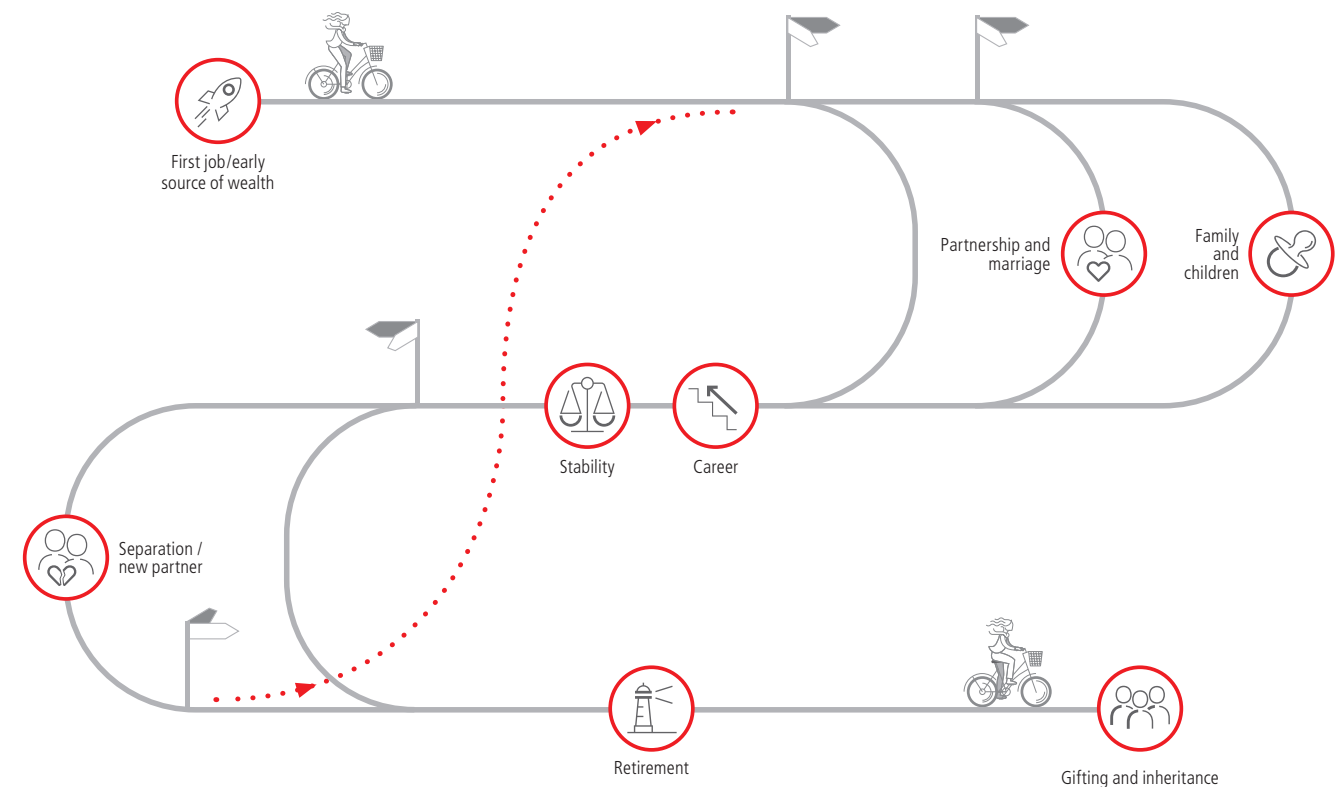 First job/early
source of wealth
Partnership and
marriage
Family
and
children
Stability
Career
Separation /
new partner
Retirement
Gifting and inheritance